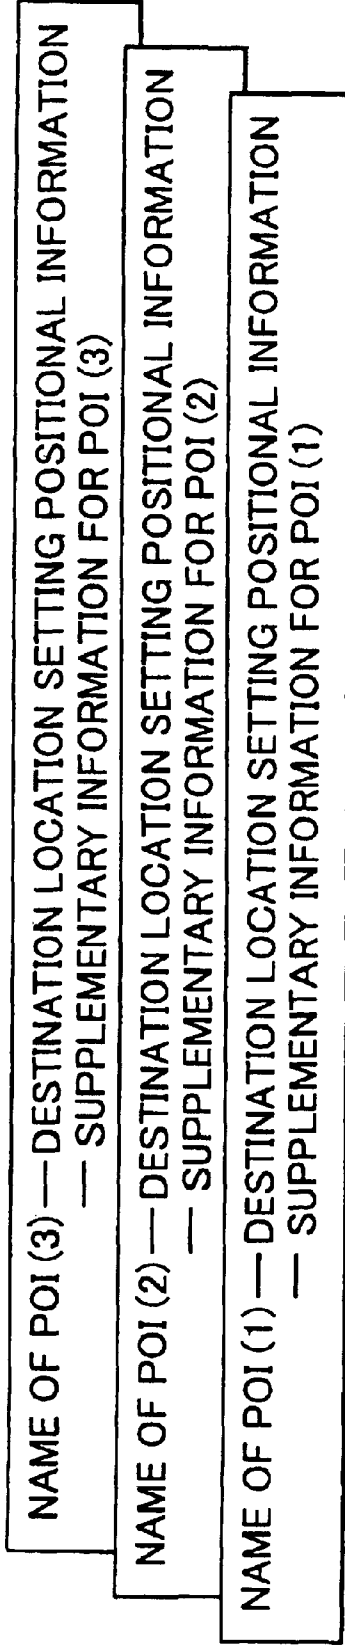 NAME OF POI (3) — DESTINATION LOCATION SETTING POSITIONAL INFORMATION
— SUPPLEMENTARY INFORMATION FOR POI (3)
NAME OF POI (2) — DESTINATION LOCATION SETTING POSITIONAL INFORMATION
— SUPPLEMENTARY INFORMATION FOR POI (2)
NAME OF POI (1) — DESTINATION LOCATION SETTING POSITIONAL INFORMATION
— SUPPLEMENTARY INFORMATION FOR POI (1)